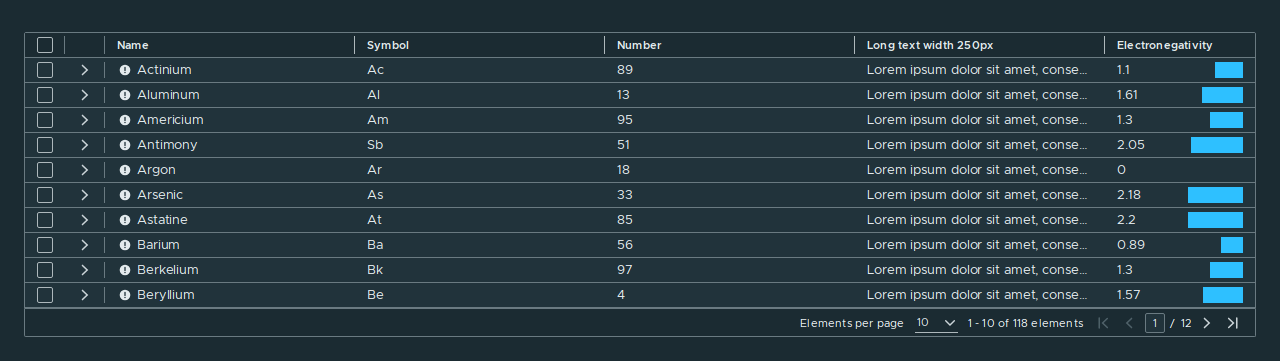 Name Symbol Number Long text width 250px Electronegativity
Actinium Ac 89 Lorem ipsum dolor sit amet, conse... 1.1
Aluminum Al 13 Lorem ipsum dolor sit amet, conse... 1.61
Americium Am 95 Lorem ipsum dolor sit amet, conse... 1.3
Antimony Sb 51 Lorem ipsum dolor sit amet, conse... 2.05
Argon Ar 18 Lorem ipsum dolor sit amet, conse... 0
Arsenic As 33 Lorem ipsum dolor sit amet, conse... 2.18
Astatine At 85 Lorem ipsum dolor sit amet, conse... 2.2
Barium Ba 56 Lorem ipsum dolor sit amet, conse... 0.89
Berkelium Bk 97 Lorem ipsum dolor sit amet, conse... 1.3
Beryllium Be 4 Lorem ipsum dolor sit amet, conse... 1.57
Elements per page 10 1 - 10 of 118 elements 1 / 12